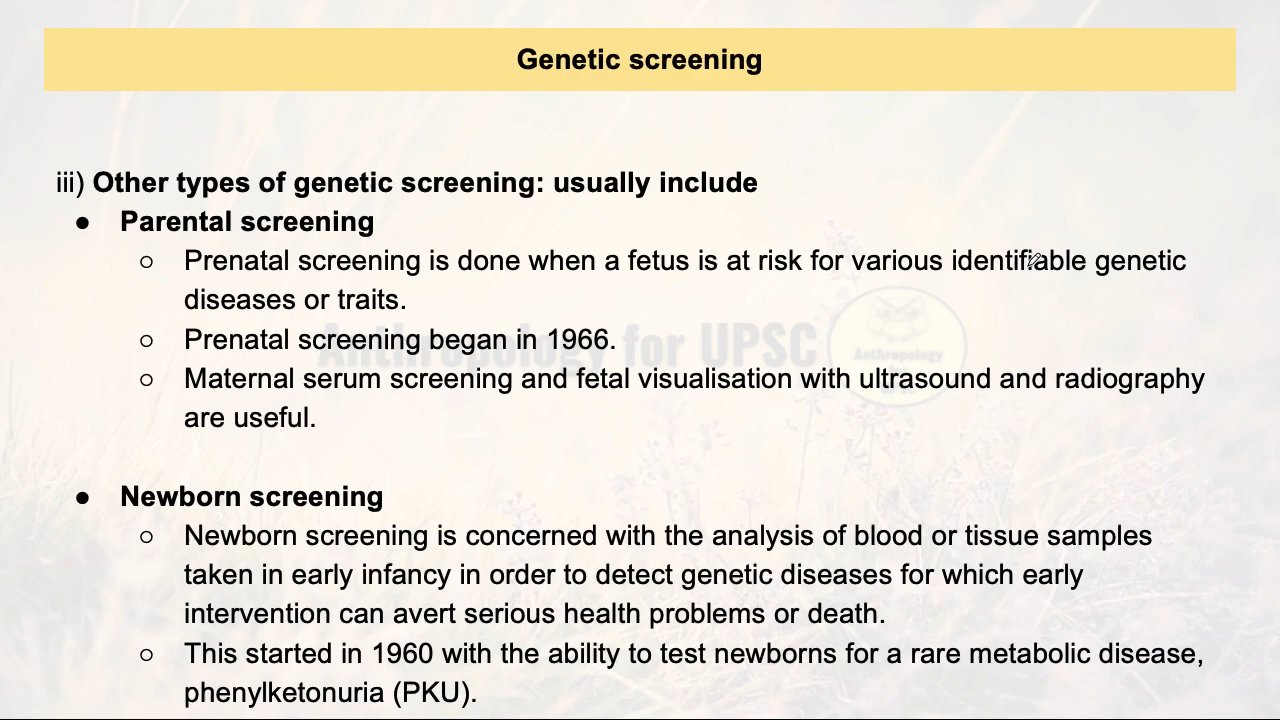 Genetic screening
iii) Other types of genetic screening: usually include
● Parental screening
○ Prenatal screening is done when a fetus is at risk for various identifiable genetic
diseases or traits.
○ Prenatal screening began in 1966.
Anthropology for UPSC
Anthropology
○ Maternal serum screening and fetal visualisation with ultrasound and radiography
are useful.
● Newborn screening
○ Newborn screening is concerned with the analysis of blood or tissue samples
taken in early infancy in order to detect genetic diseases for which early
intervention can avert serious health problems or death.
○ This started in 1960 with the ability to test newborns for a rare metabolic disease,
phenylketonuria (PKU).